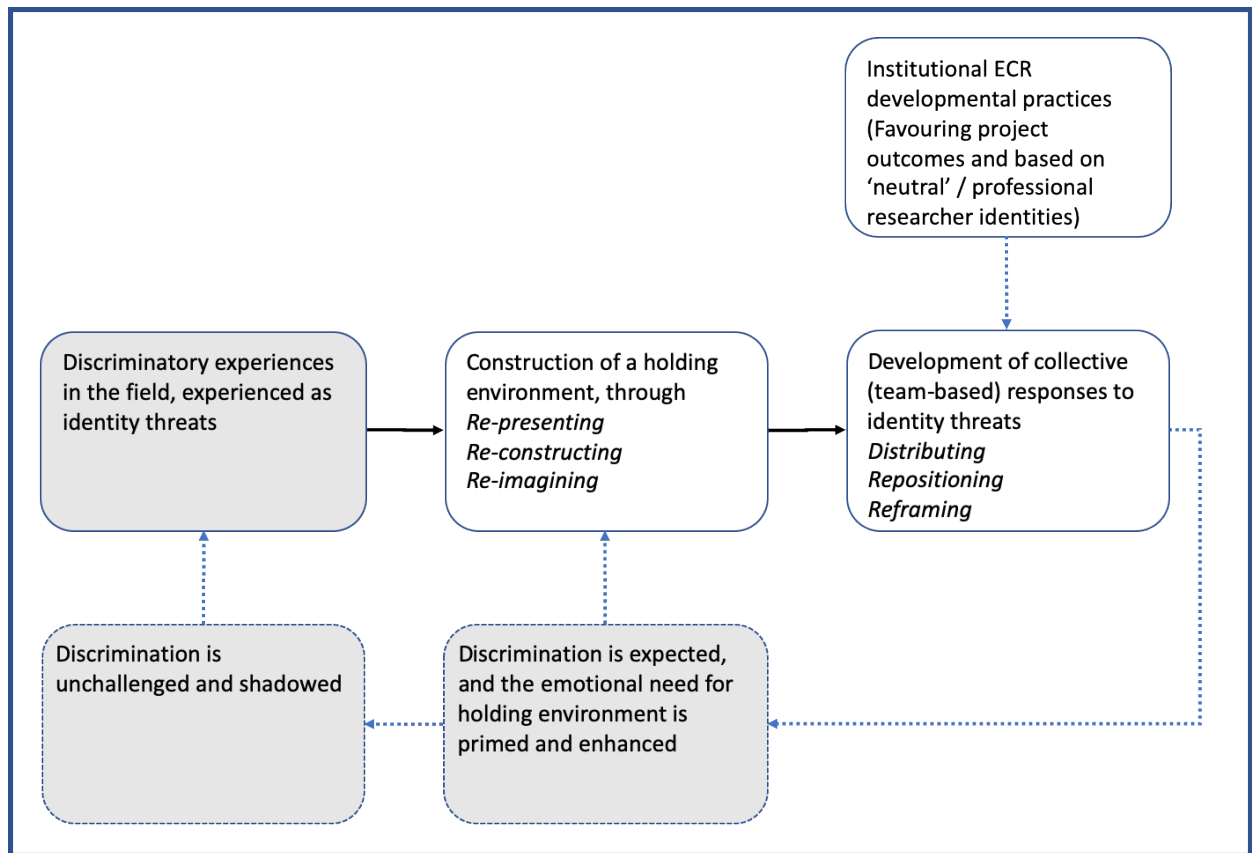 Institutional ECR
developmental practices
(Favouring project
outcomes and based on
‘neutral’ / professional
researcher identities)
Discriminatory experiences
in the field, experienced as
identity threats
Construction of a holding
environment, through
Re-presenting
Re-constructing
Re-imagining
Development of collective
(team-based) responses to
identity threats
Distributing
Repositioning
Reframing
Discrimination is
unchallenged and shadowed
Discrimination is expected,
and the emotional need for
holding environment is
primed and enhanced